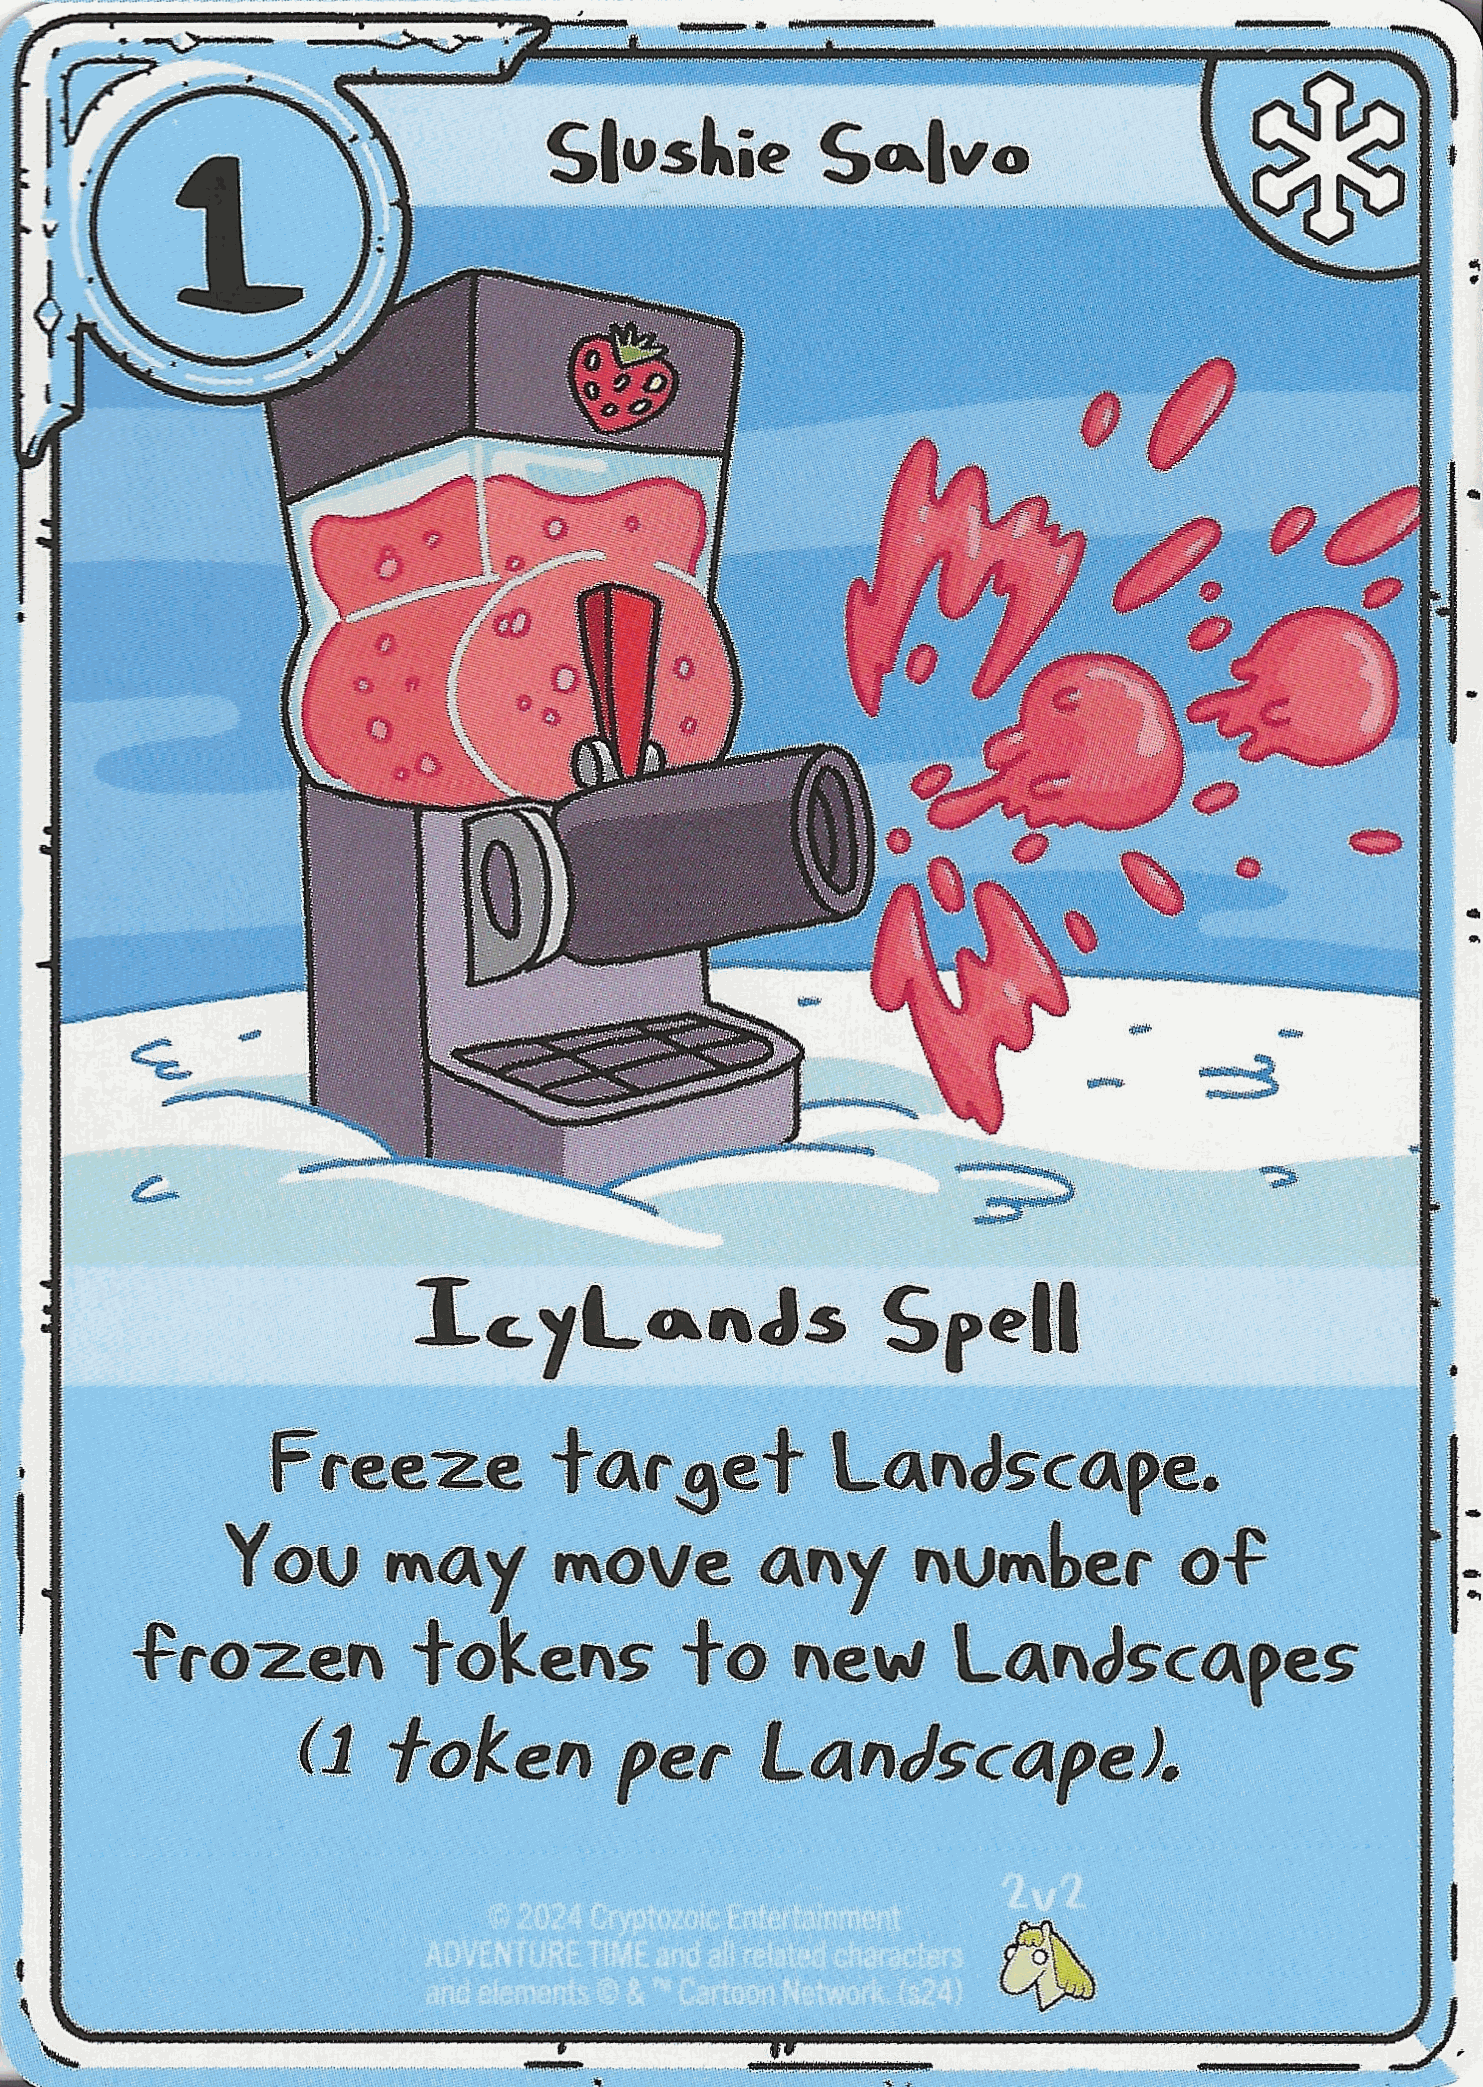 1
Slushie Salvo
IcyLands Spell
Freeze target Landscape.
You may move any number of
frozen tokens to new Landscapes
(1 token per Landscape).
2v2
© 2024 Cryptozoic Entertainment
ADVENTURE TIME and all related characters
and elements © & ™ Cartoon Network. (s24)